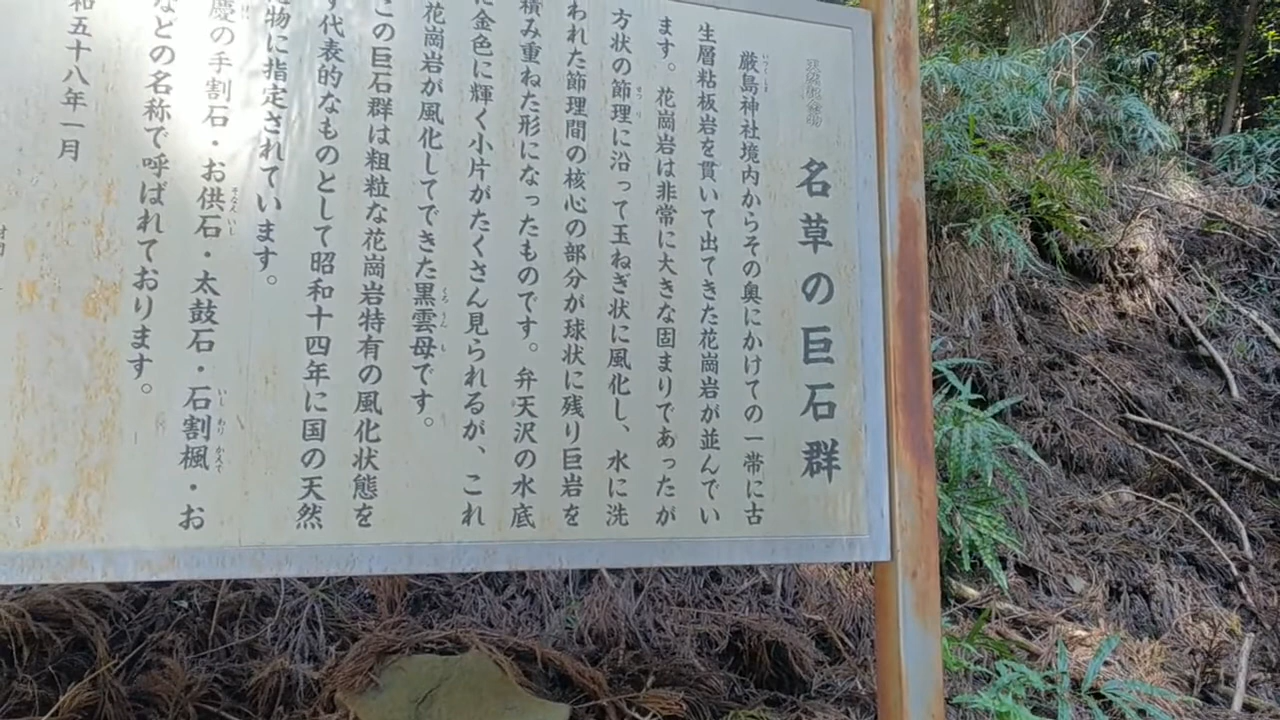 天然記念物
名草の巨石群
厳島神社境内からその奥にかけての一帯に古
生層粘板岩を貫いて出てきた花崗岩が並んでい
ます。花崗岩は非常に大きな固まりであったが
方状の節理に沿って玉ねぎ状に風化し、水に洗
われた節理間の核心の部分が球状に残り巨岩を
積み重ねた形になったものです。弁天沢の水底
に金色に輝く小片がたくさん見られるが、これ
花崗岩が風化してできた黒雲母です。
この巨石群は粗粒な花崗岩特有の風化状態を
す代表的なものとして昭和十四年に国の天然
物に指定されています。
慶の手割石・お供石・太鼓石・石割楓・お
などの名称で呼ばれております。
和五十八年一月